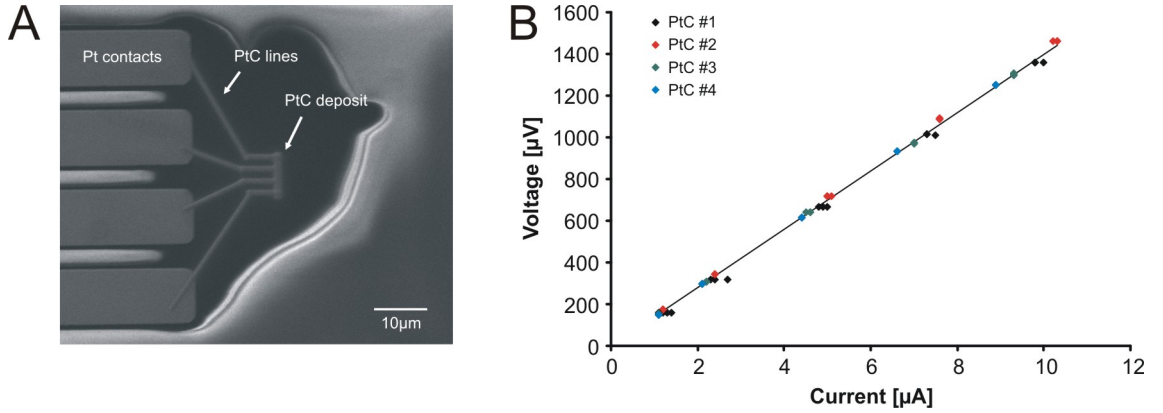 A
Pt contacts
PtC lines
PtC deposit
10µm
B
Voltage [µV]
1600
1400
1200
1000
800
600
400
200
0
PtC #1
PtC #2
PtC #3
PtC #4
0 2 4 6 8 10 12
Current [µA]